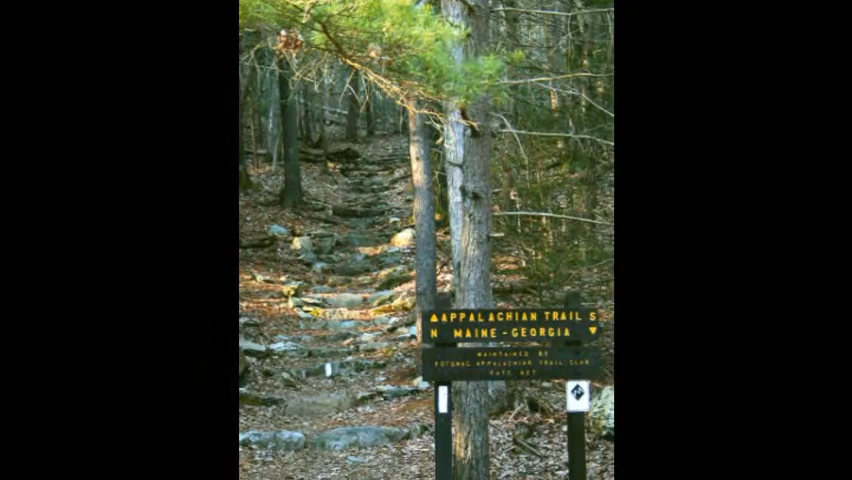 ▲APPALACHIAN TRAIL S
N MAINE-GEORGIA ▼
MAINTAINED BY
POTOMAC APPALACHIAN TRAIL CLUB